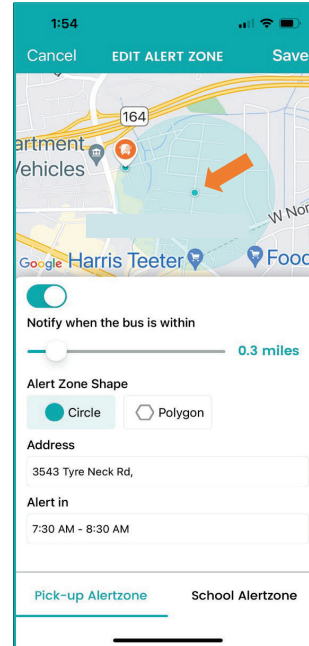 1:54
Cancel EDIT ALERT ZONE Save
164
artment
Vehicles
W Nor
Google Harris Teeter Food
Notify when the bus is within
0.3 miles
Alert Zone Shape
Circle Polygon
Address
3543 Tyre Neck Rd,
Alert in
7:30 AM - 8:30 AM
Pick-up Alertzone School Alertzone